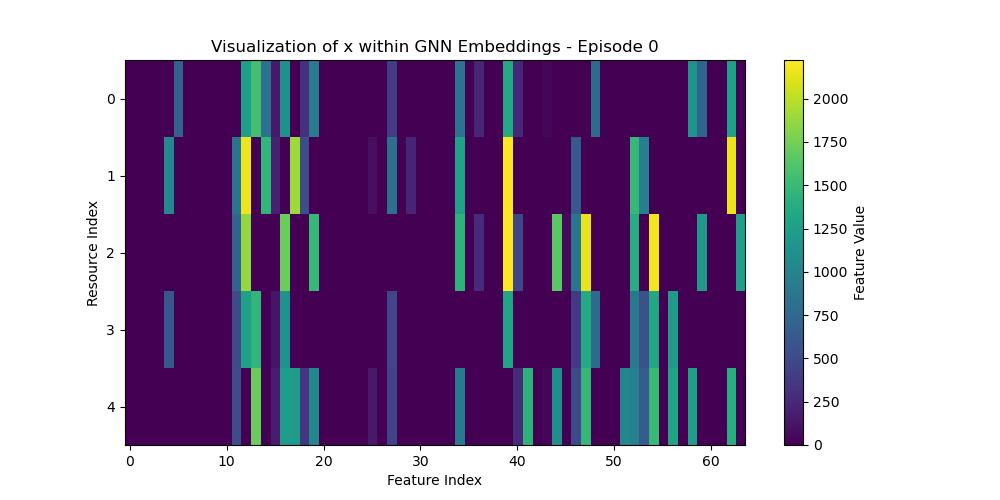 Visualization of x within GNN Embeddings - Episode 0
Resource Index
0
1
2
3
4
0 10 20 30 40 50 60
Feature Index
2000
1750
1500
1250
1000
750
500
250
0
Feature Value